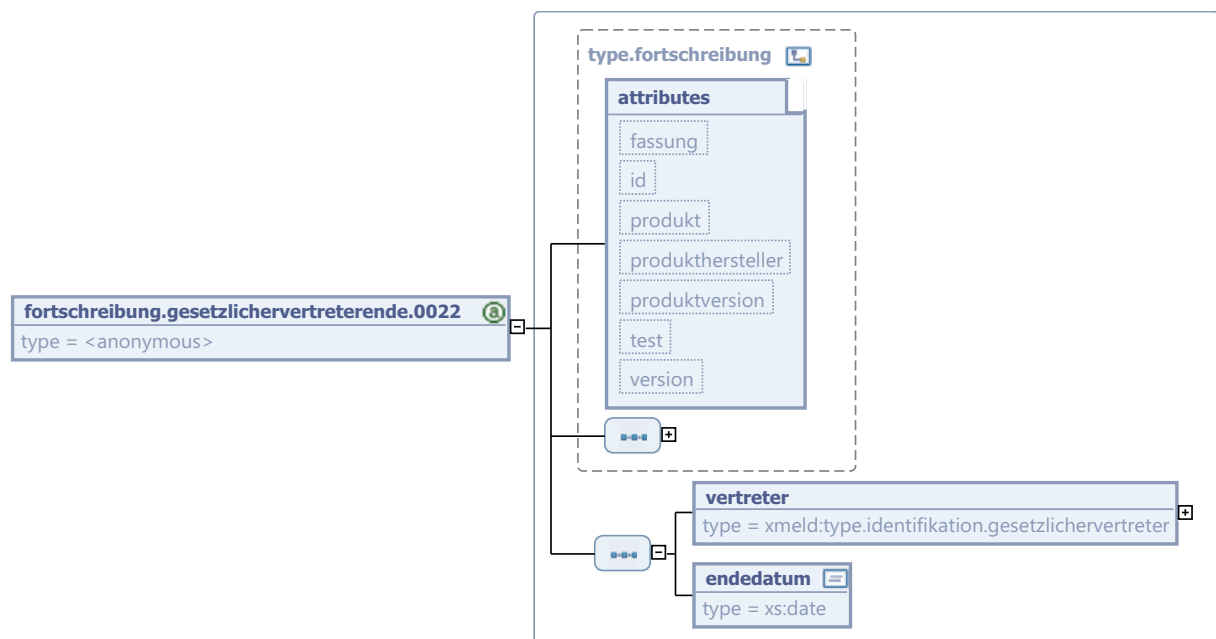 type.fortschreibung
attributes
fassung
id
produkt
produkthersteller
produktversion
test
version
fortschreibung.gesetzlichervertreterende.0022
type = <anonymous>
vertreter
type = xmeld:type.identifikation.gesetzlichervertreter
endedatum
type = xs:date